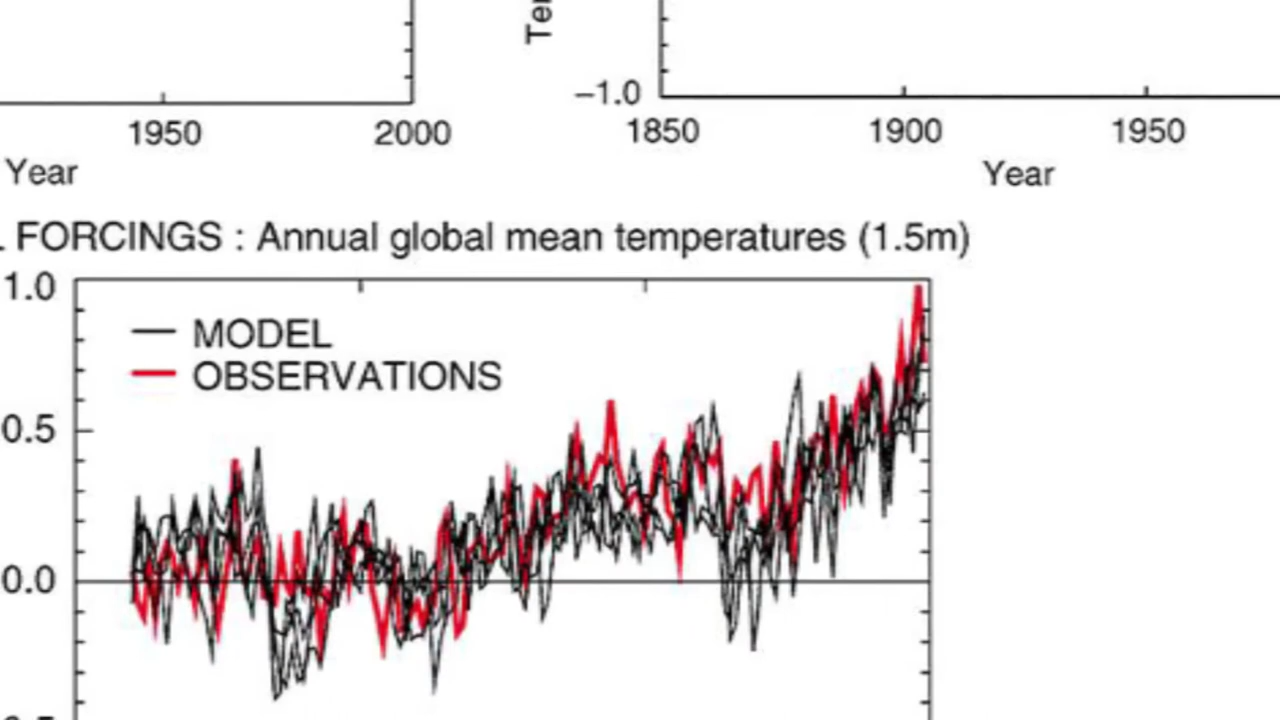 Te
−1.0
1950 2000 1850 1900 1950
Year Year
FORCINGS : Annual global mean temperatures (1.5m)
1.0
MODEL
OBSERVATIONS
0.5
0.0